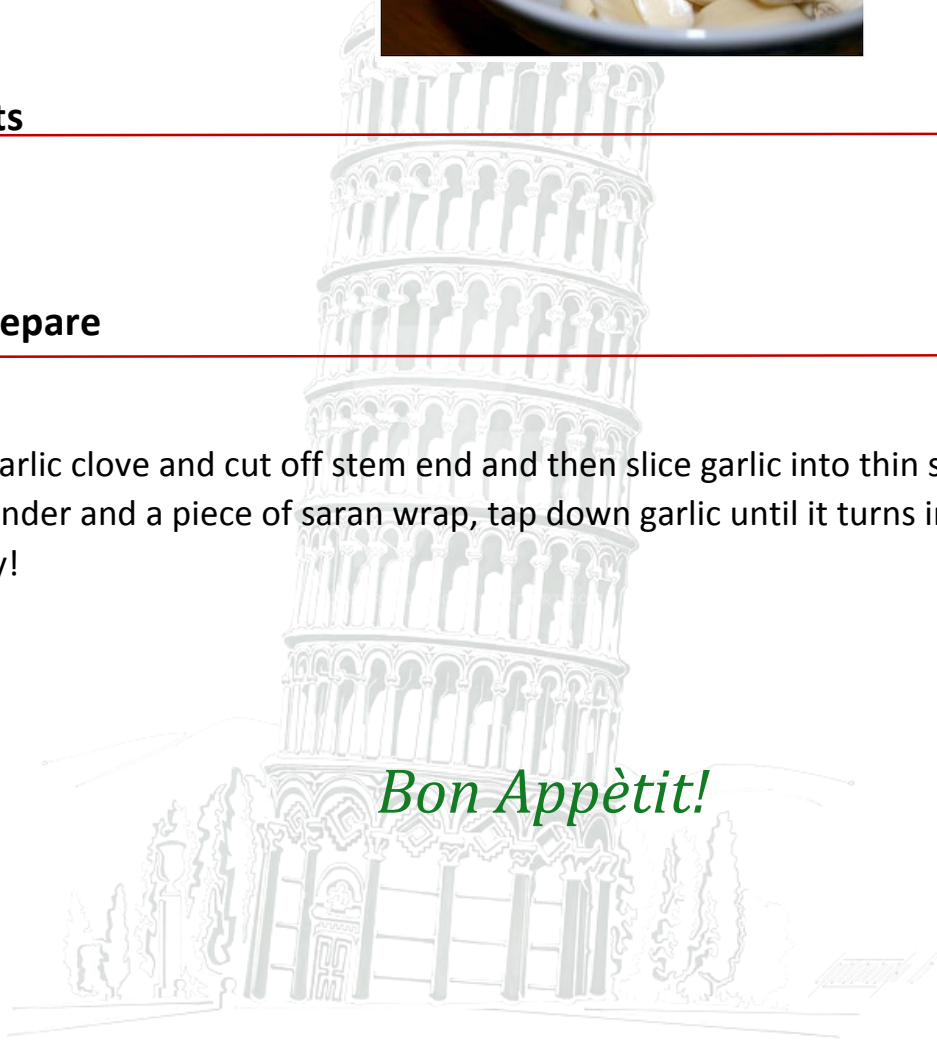 ts
epare
arlic clove and cut off stem end and then slice garlic into thin s
nder and a piece of saran wrap, tap down garlic until it turns i
y!
Bon Appètit!